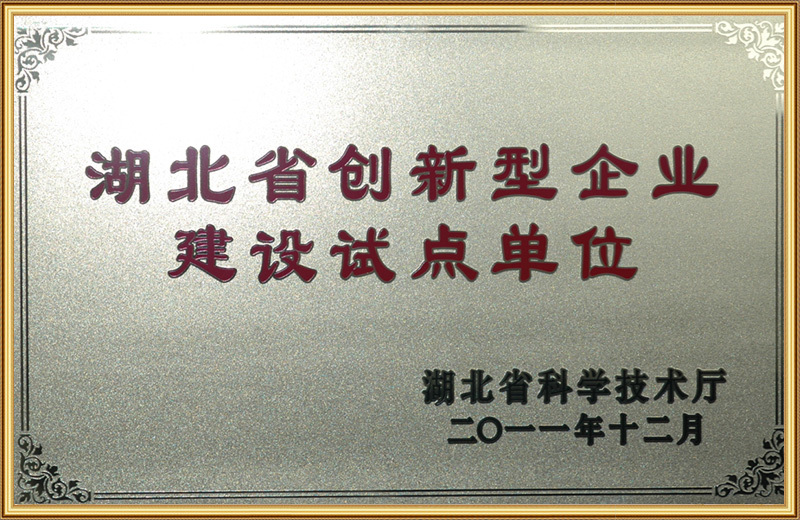 湖北省创新型企业
建设试点单位
湖北省科学技术厅
二〇一一年十二月